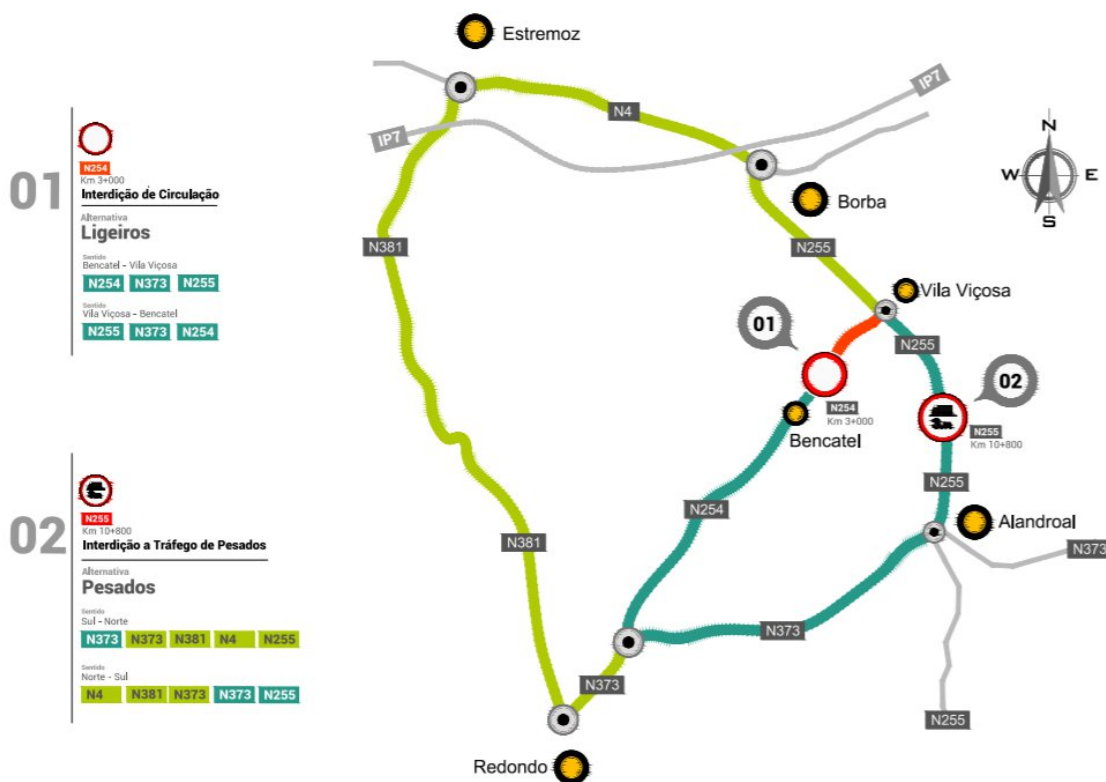 01
N254
Km 3+000
Interdição de Circulação
Alternativa
Ligeiros
Sentido
Bencatel - Vila Viçosa
N254 N373 N255
Sentido
Vila Viçosa - Bencatel
N255 N373 N254
02
N255
Km 10+800
Interdição a Tráfego de Pesados
Alternativa
Pesados
Sentido
Sul - Norte
N373 N373 N381 N4 N255
Sentido
Norte - Sul
N4 N381 N373 N373 N255
Estremoz
IP7
N4
IP7
N
W E
S
Borba
N381
N255
Vila Viçosa
01
N255
02
N254
Km 3+000
3m
N255
Km 10+800
Bencatel
N255
N254
Alandroal
N381
N373
N373
N373
N255
Redondo